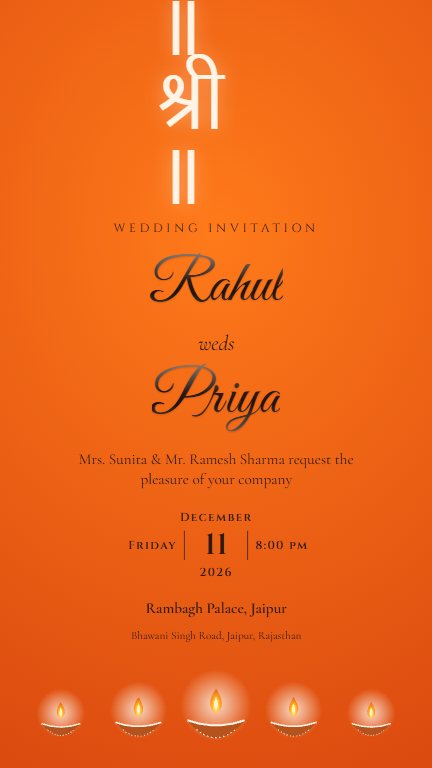 ॥
श्री
॥
WEDDING INVITATION
Rahul
weds
Priya
Mrs. Sunita & Mr. Ramesh Sharma request the
pleasure of your company
DECEMBER
FRIDAY 11 8:00 PM
2026
Rambagh Palace, Jaipur
Bhawani Singh Road, Jaipur, Rajasthan